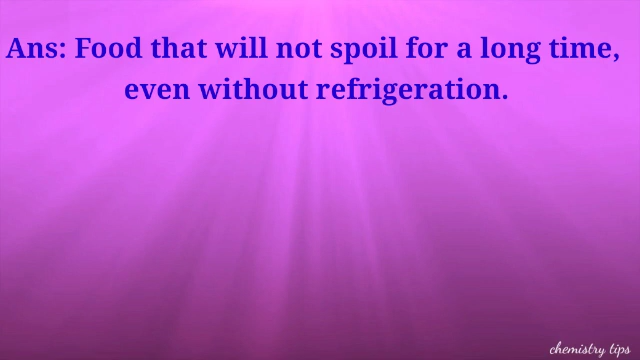 Ans: Food that will not spoil for a long time,
even without refrigeration.
chemistry tips